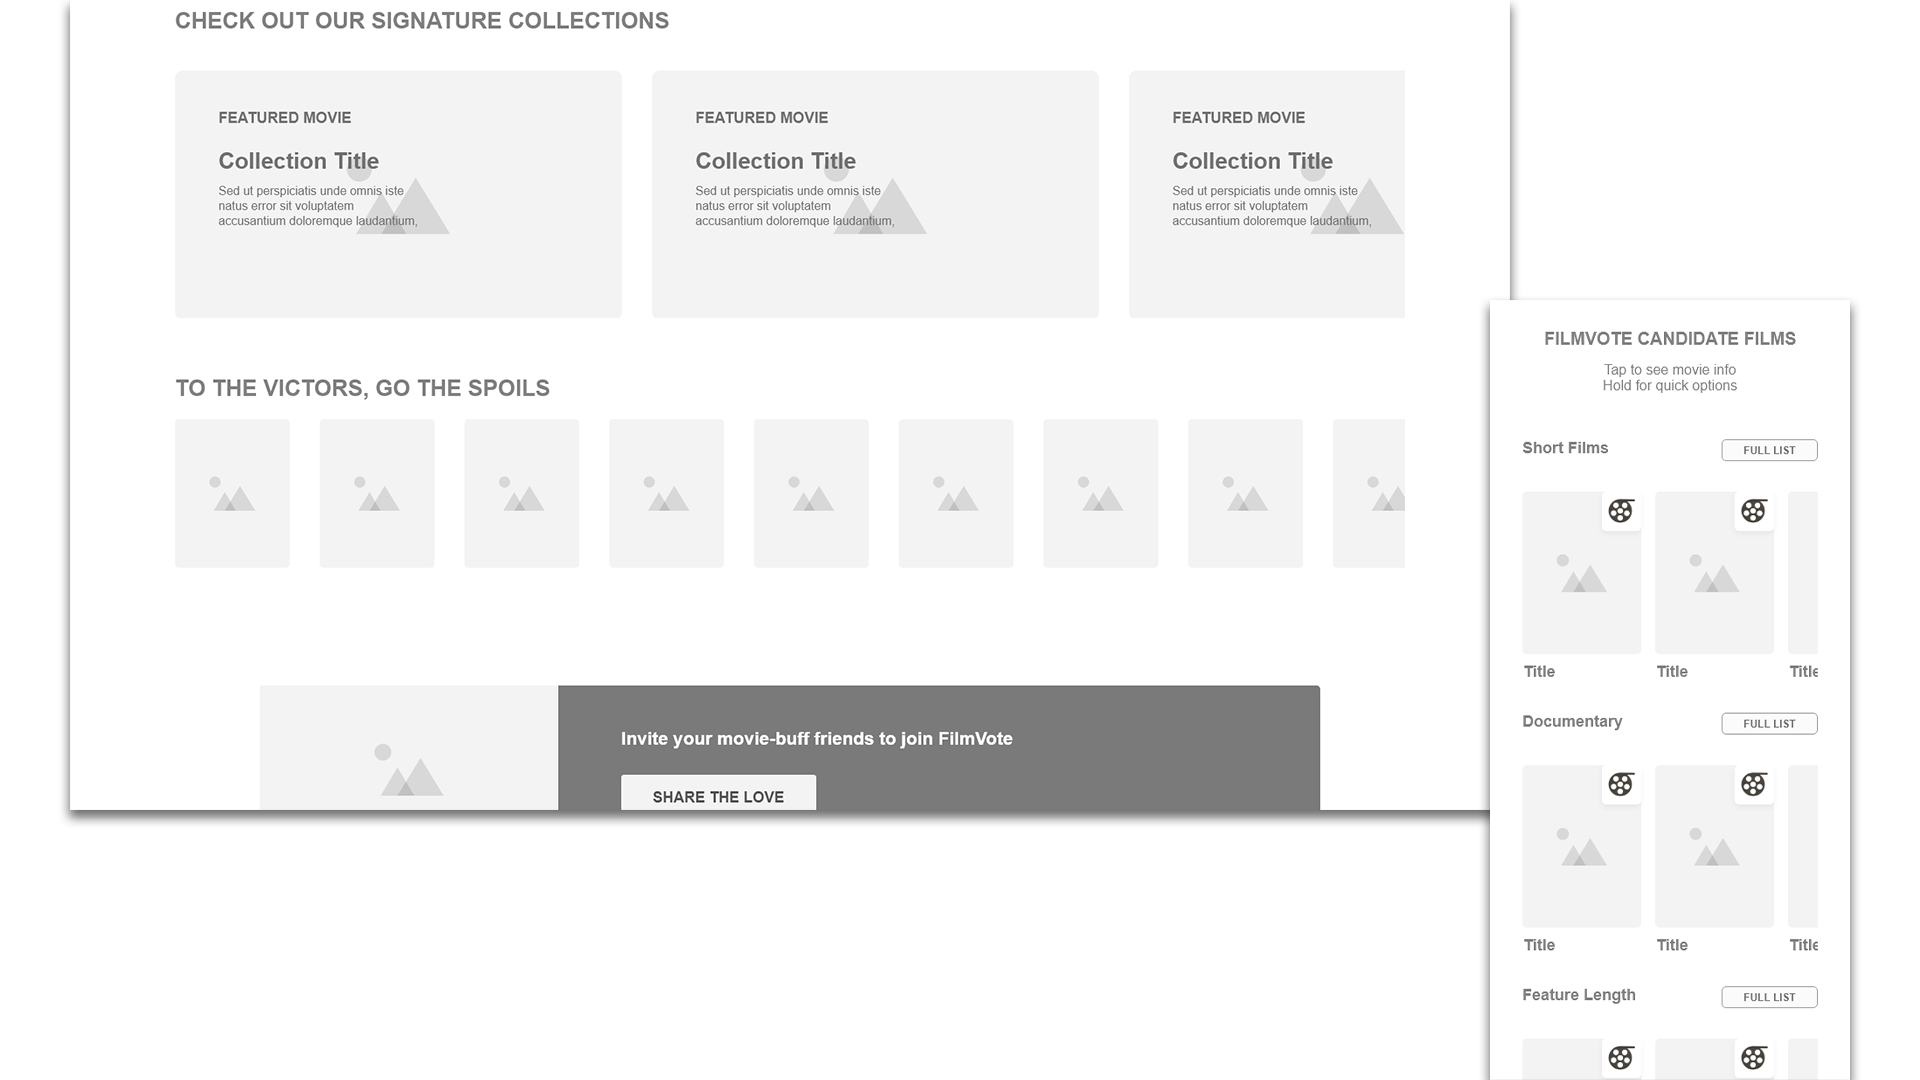 CHECK OUT OUR SIGNATURE COLLECTIONS
FEATURED MOVIE
Collection Title
Sed ut perspiciatis unde omnis iste
natus error sit voluptatem
accusantium doloremque laudantium,
FEATURED MOVIE
Collection Title
Sed ut perspiciatis unde omnis iste
natus error sit voluptatem
accusantium doloremque laudantium,
FEATURED MOVIE
Collection Title
Sed ut perspiciatis unde omnis iste
natus error sit voluptatem
accusantium doloremque laudantium,
TO THE VICTORS, GO THE SPOILS
Invite your movie-buff friends to join FilmVote
SHARE THE LOVE
FILMVOTE CANDIDATE FILMS
Tap to see movie info
Hold for quick options
Short Films
FULL LIST
Title
Title
Title
Documentary
FULL LIST
Title
Title
Title
Feature Length
FULL LIST